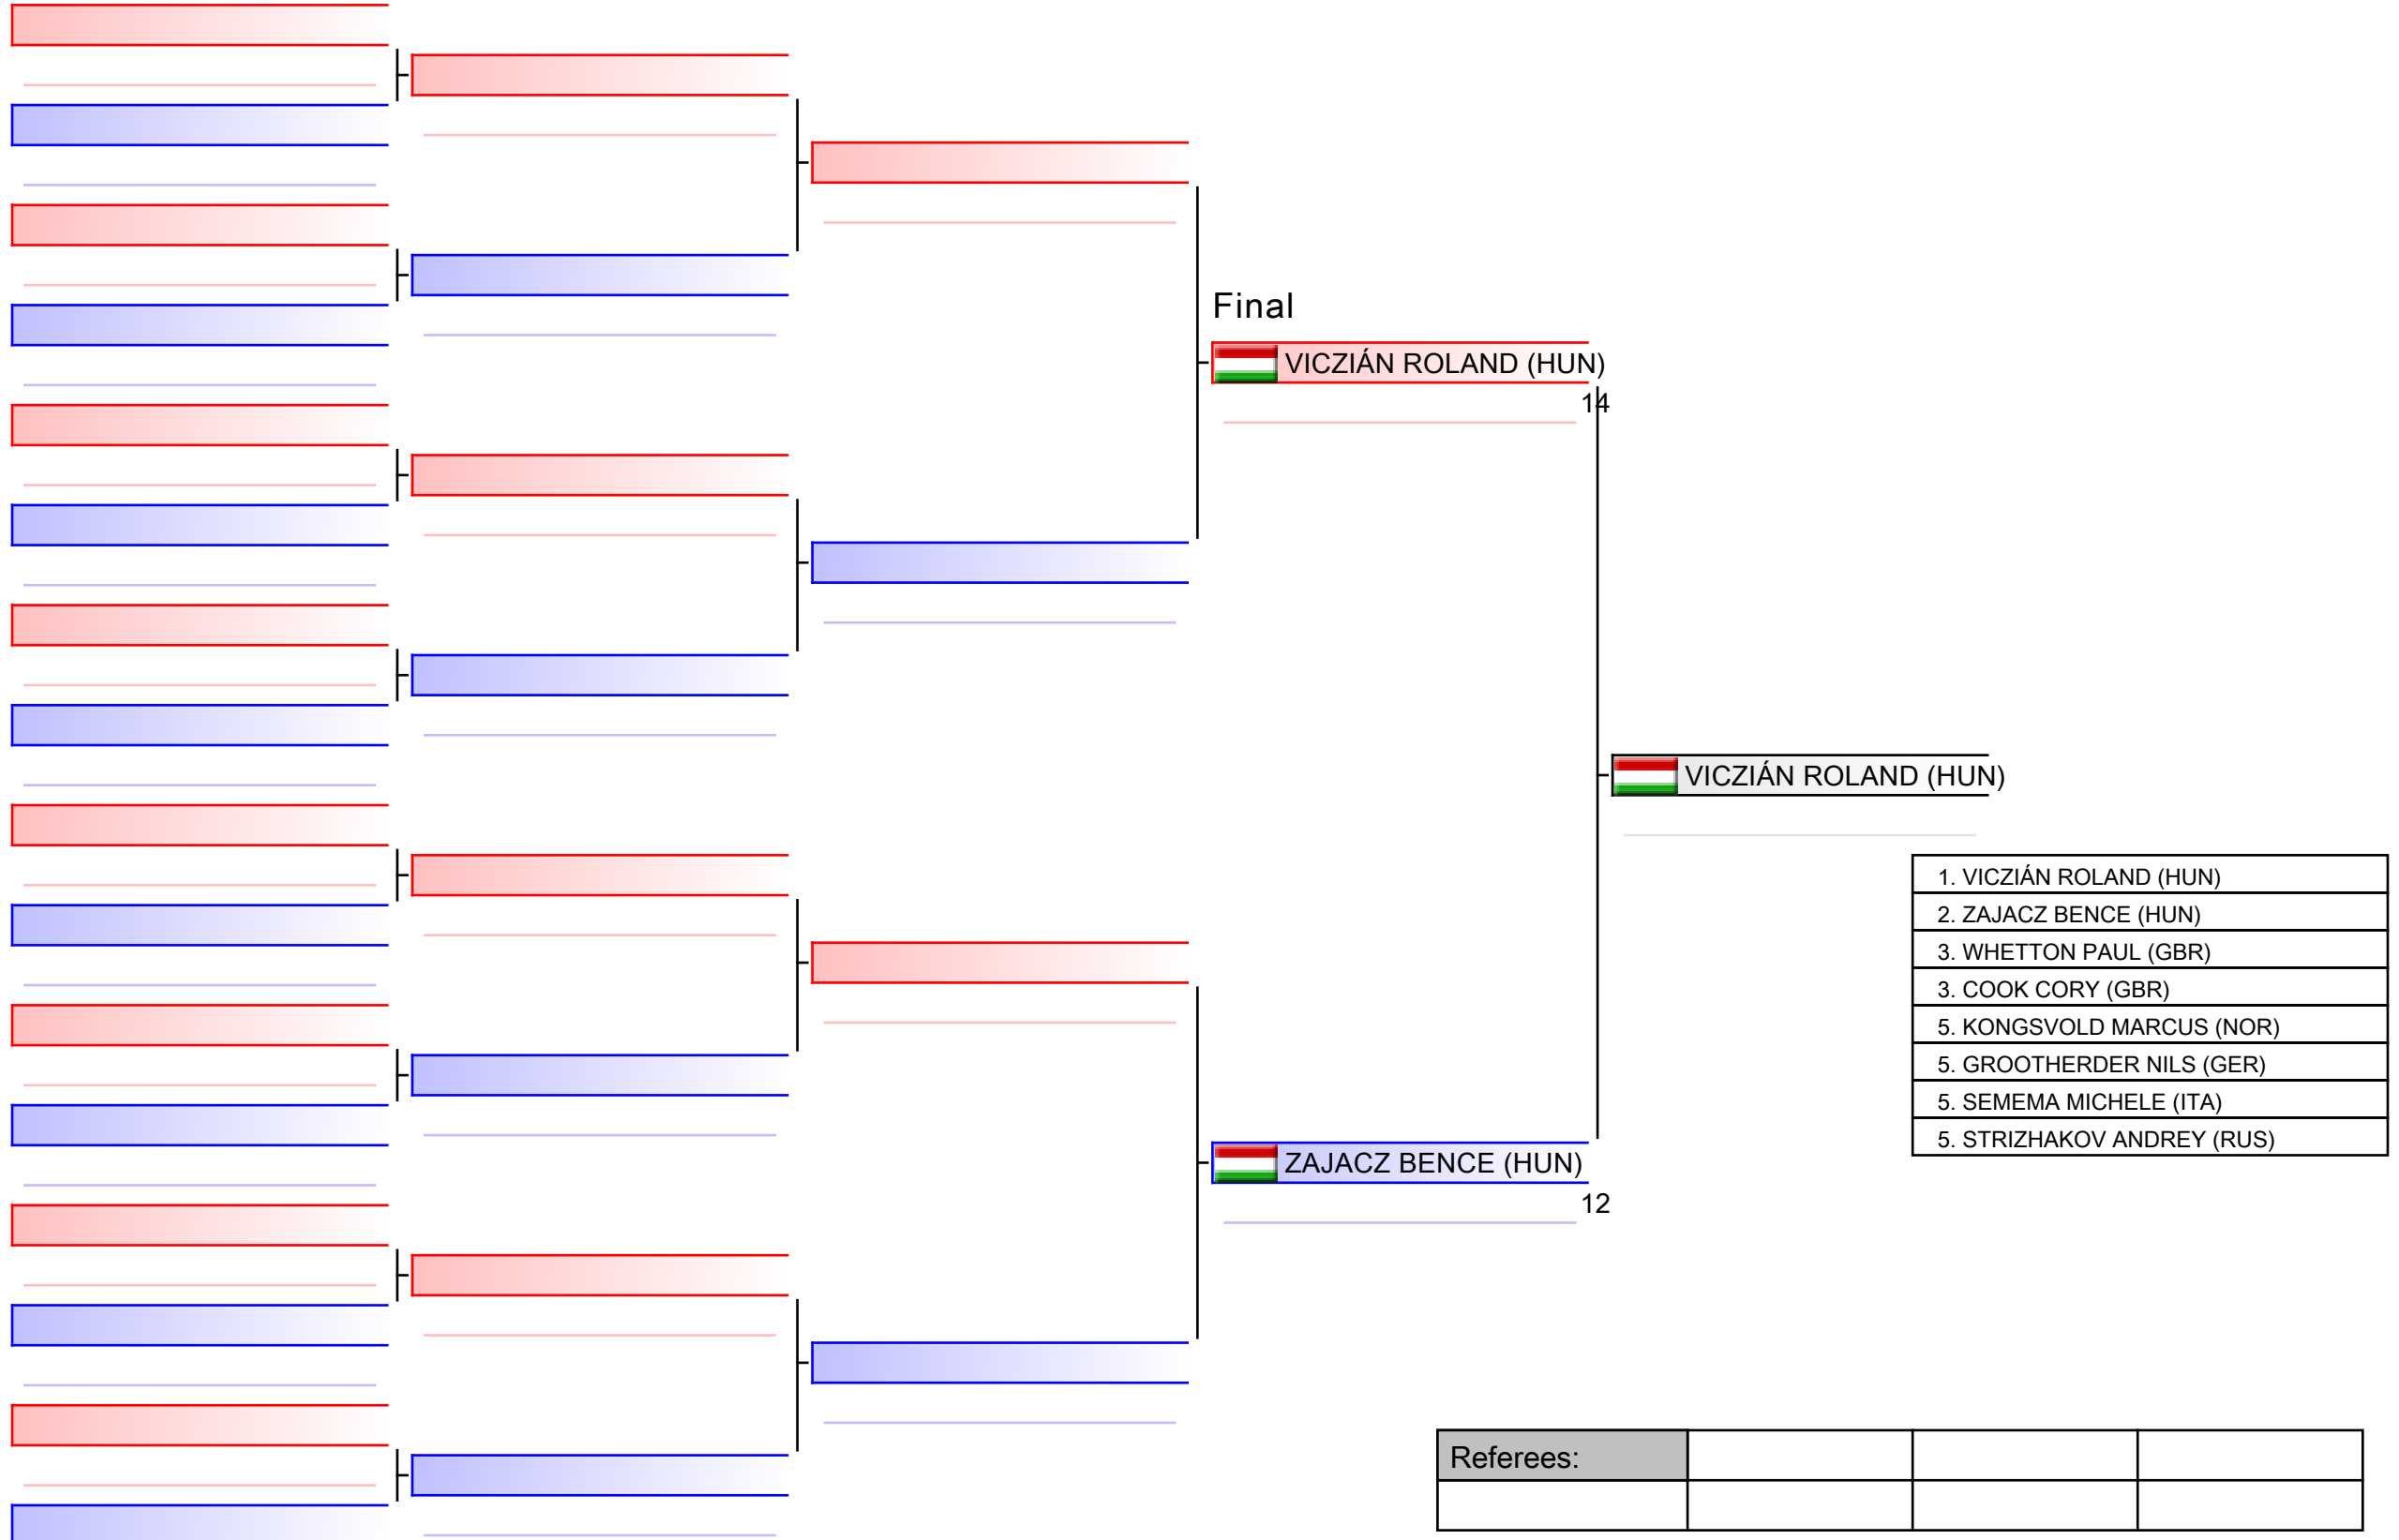 Final
VICZIÁN ROLAND (HUN)
14
VICZIÁN ROLAND (HUN)
1. VICZIÁN ROLAND (HUN)
2. ZAJACZ BENCE (HUN)
3. WHETTON PAUL (GBR)
3. COOK CORY (GBR)
5. KONGSVOLD MARCUS (NOR)
5. GROOTHERDER NILS (GER)
5. SEMEMA MICHELE (ITA)
5. STRIZHAKOV ANDREY (RUS)
ZAJACZ BENCE (HUN)
12
Referees: